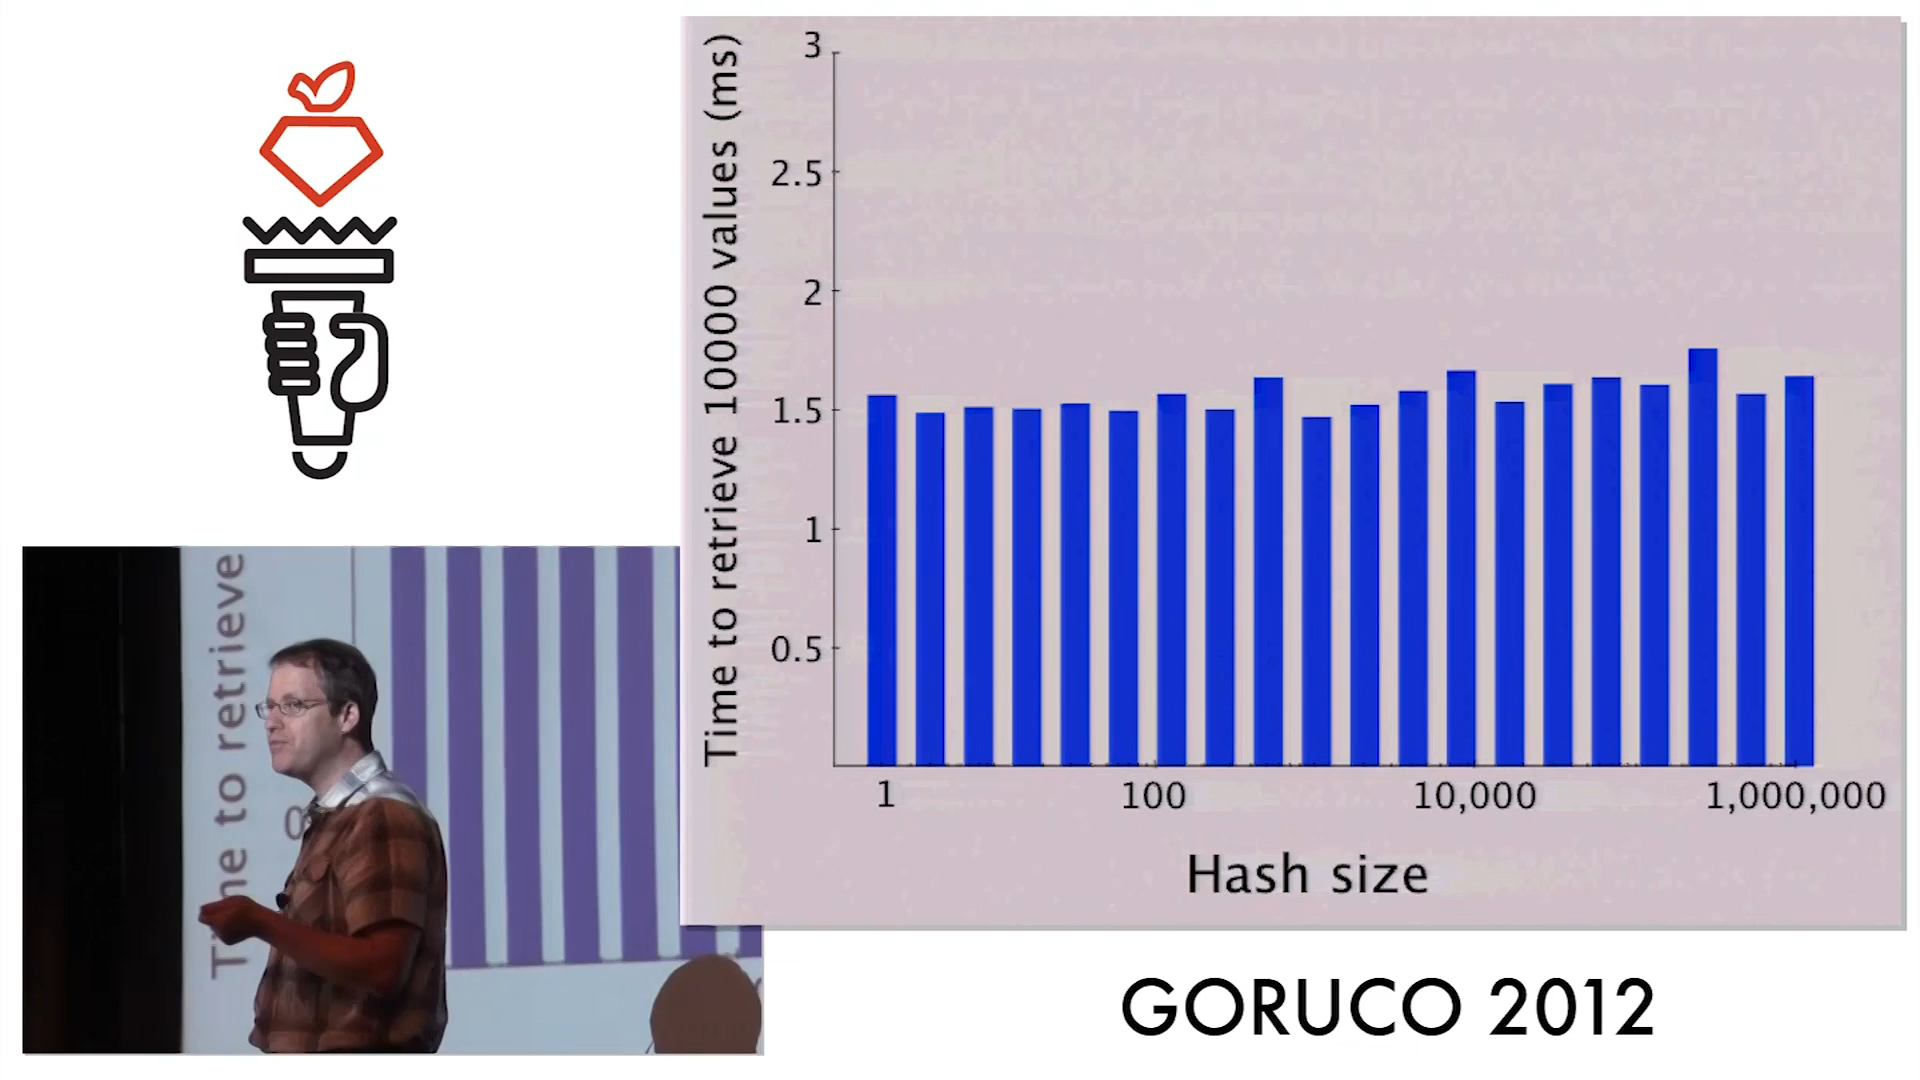 Time to retrieve 10000 values (ms)
3
2.5
2
1.5
1
0.5
1 100 10,000 1,000,000
Hash size
Time to retrieve
0
GORUCO 2012